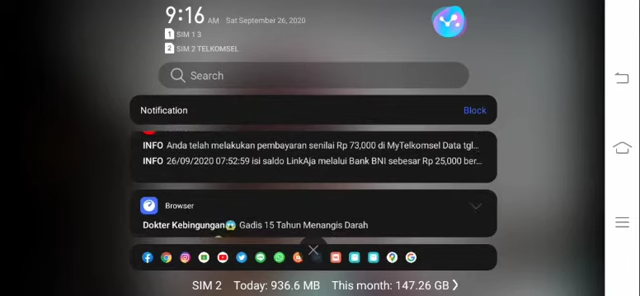 9:16 AM Sat September 26, 2020
1 SIM 1 3
2 SIM 2 TELKOMSEL
Search
Notification Block
INFO Anda telah melakukan pembayaran senilai Rp 73,000 di MyTelkomsel Data tgl...
INFO 26/09/2020 07:52:59 isi saldo LinkAja melalui Bank BNI sebesar Rp 25,000 ber...
Browser
Dokter Kebingungan😱 Gadis 15 Tahun Menangis Darah
SIM 2 Today: 936.6 MB This month: 147.26 GB